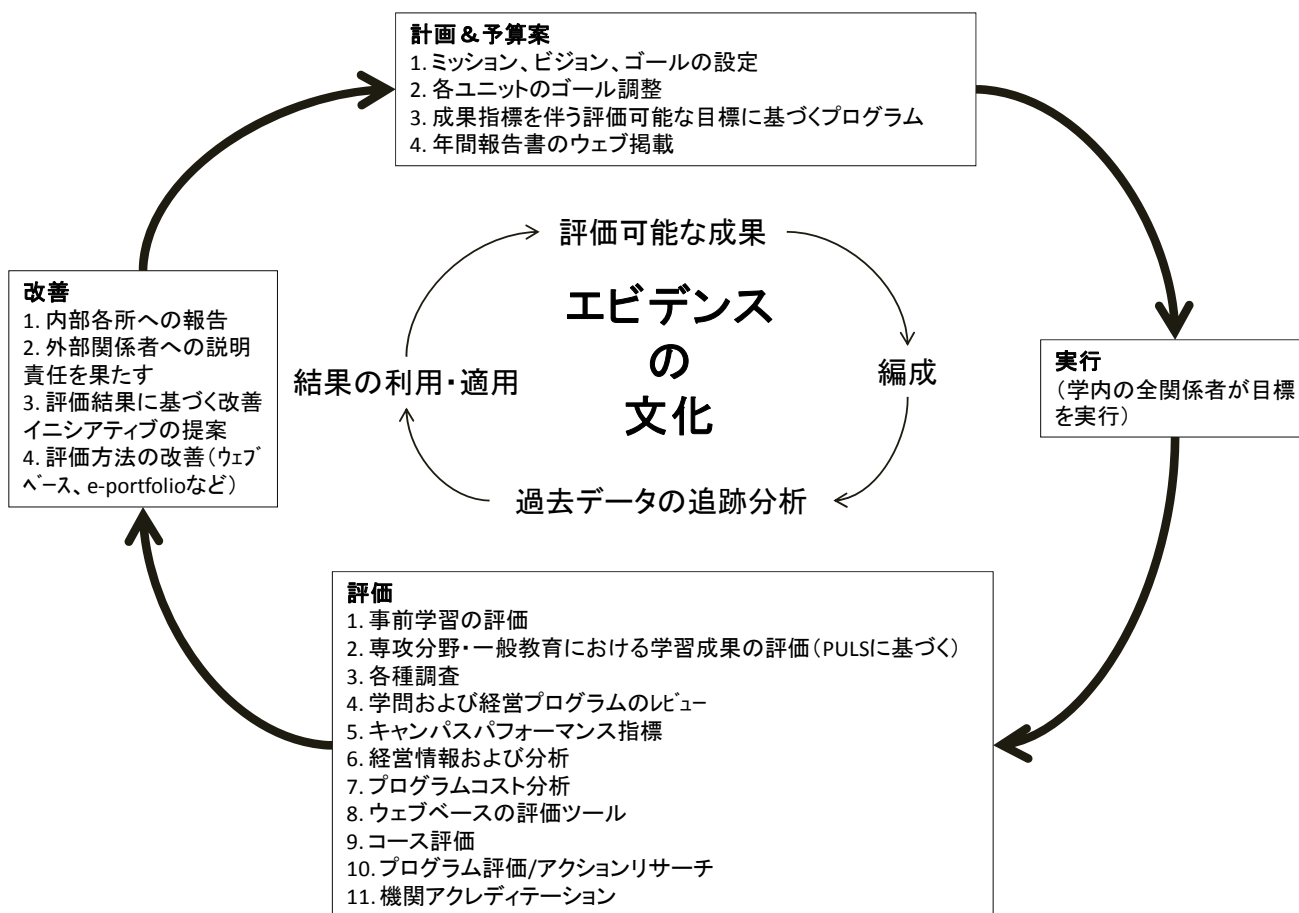 計画＆予算案
1. ミッション、ビジョン、ゴールの設定
2. 各ユニットのゴール調整
3. 成果指標を伴う評価可能な目標に基づくプログラム
4. 年間報告書のウェブ掲載
評価可能な成果
エビデンス
の
文化
編成
結果の利用・適用
過去データの追跡分析
改善
1. 内部各所への報告
2. 外部関係者への説明
責任を果たす
3. 評価結果に基づく改善
イニシアティブの提案
4. 評価方法の改善（ｳｪﾌﾞ
ﾍﾞｰｽ、e-portfolioなど）
実行
（学内の全関係者が目標
を実行）
評価
1. 事前学習の評価
2. 専攻分野・一般教育における学習成果の評価（PULSに基づく）
3. 各種調査
4. 学問および経営プログラムのﾚﾋﾞｭｰ
5. キャンパスパフォーマンス指標
6. 経営情報および分析
7. プログラムコスト分析
8. ウェブベースの評価ツール
9. コース評価
10. プログラム評価/アクションリサーチ
11. 機関アクレディテーション